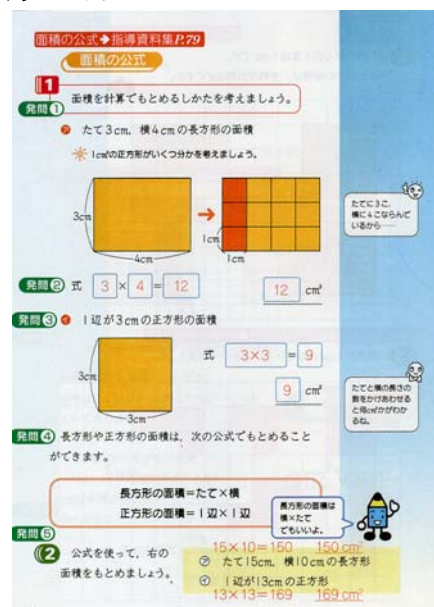 面積の公式➔指導資料集P.79
面積の公式
1
発問①
面積を計算でもとめるしかたを考えましょう。
㋐ たて3cm, 横4cmの長方形の面積
1cm²の正方形がいくつ分かを考えましょう。
3cm
4cm
1cm
1cm
たてに3こ,
横に4こならんで
いるから……
発問② 式 3×4=12
12 cm²
発問③ ㋑ 1辺が3cmの正方形の面積
3cm
3cm
式 3×3=9
9 cm²
たてと横の長さの
数をかけあわせる
と何cm²かがわか
るね。
発問④ 長方形や正方形の面積は, 次の公式でもとめること
ができます。
長方形の面積=たて×横
正方形の面積=1辺×1辺
長方形の面積は
横×たて
でもいいよ。
発問⑤
2 公式を使って, 右の
面積をもとめましょう。
15×10=150 150 cm²
㋐ たて15cm, 横10cmの長方形
㋑ 1辺が13cmの正方形
13×13=169 169 cm²